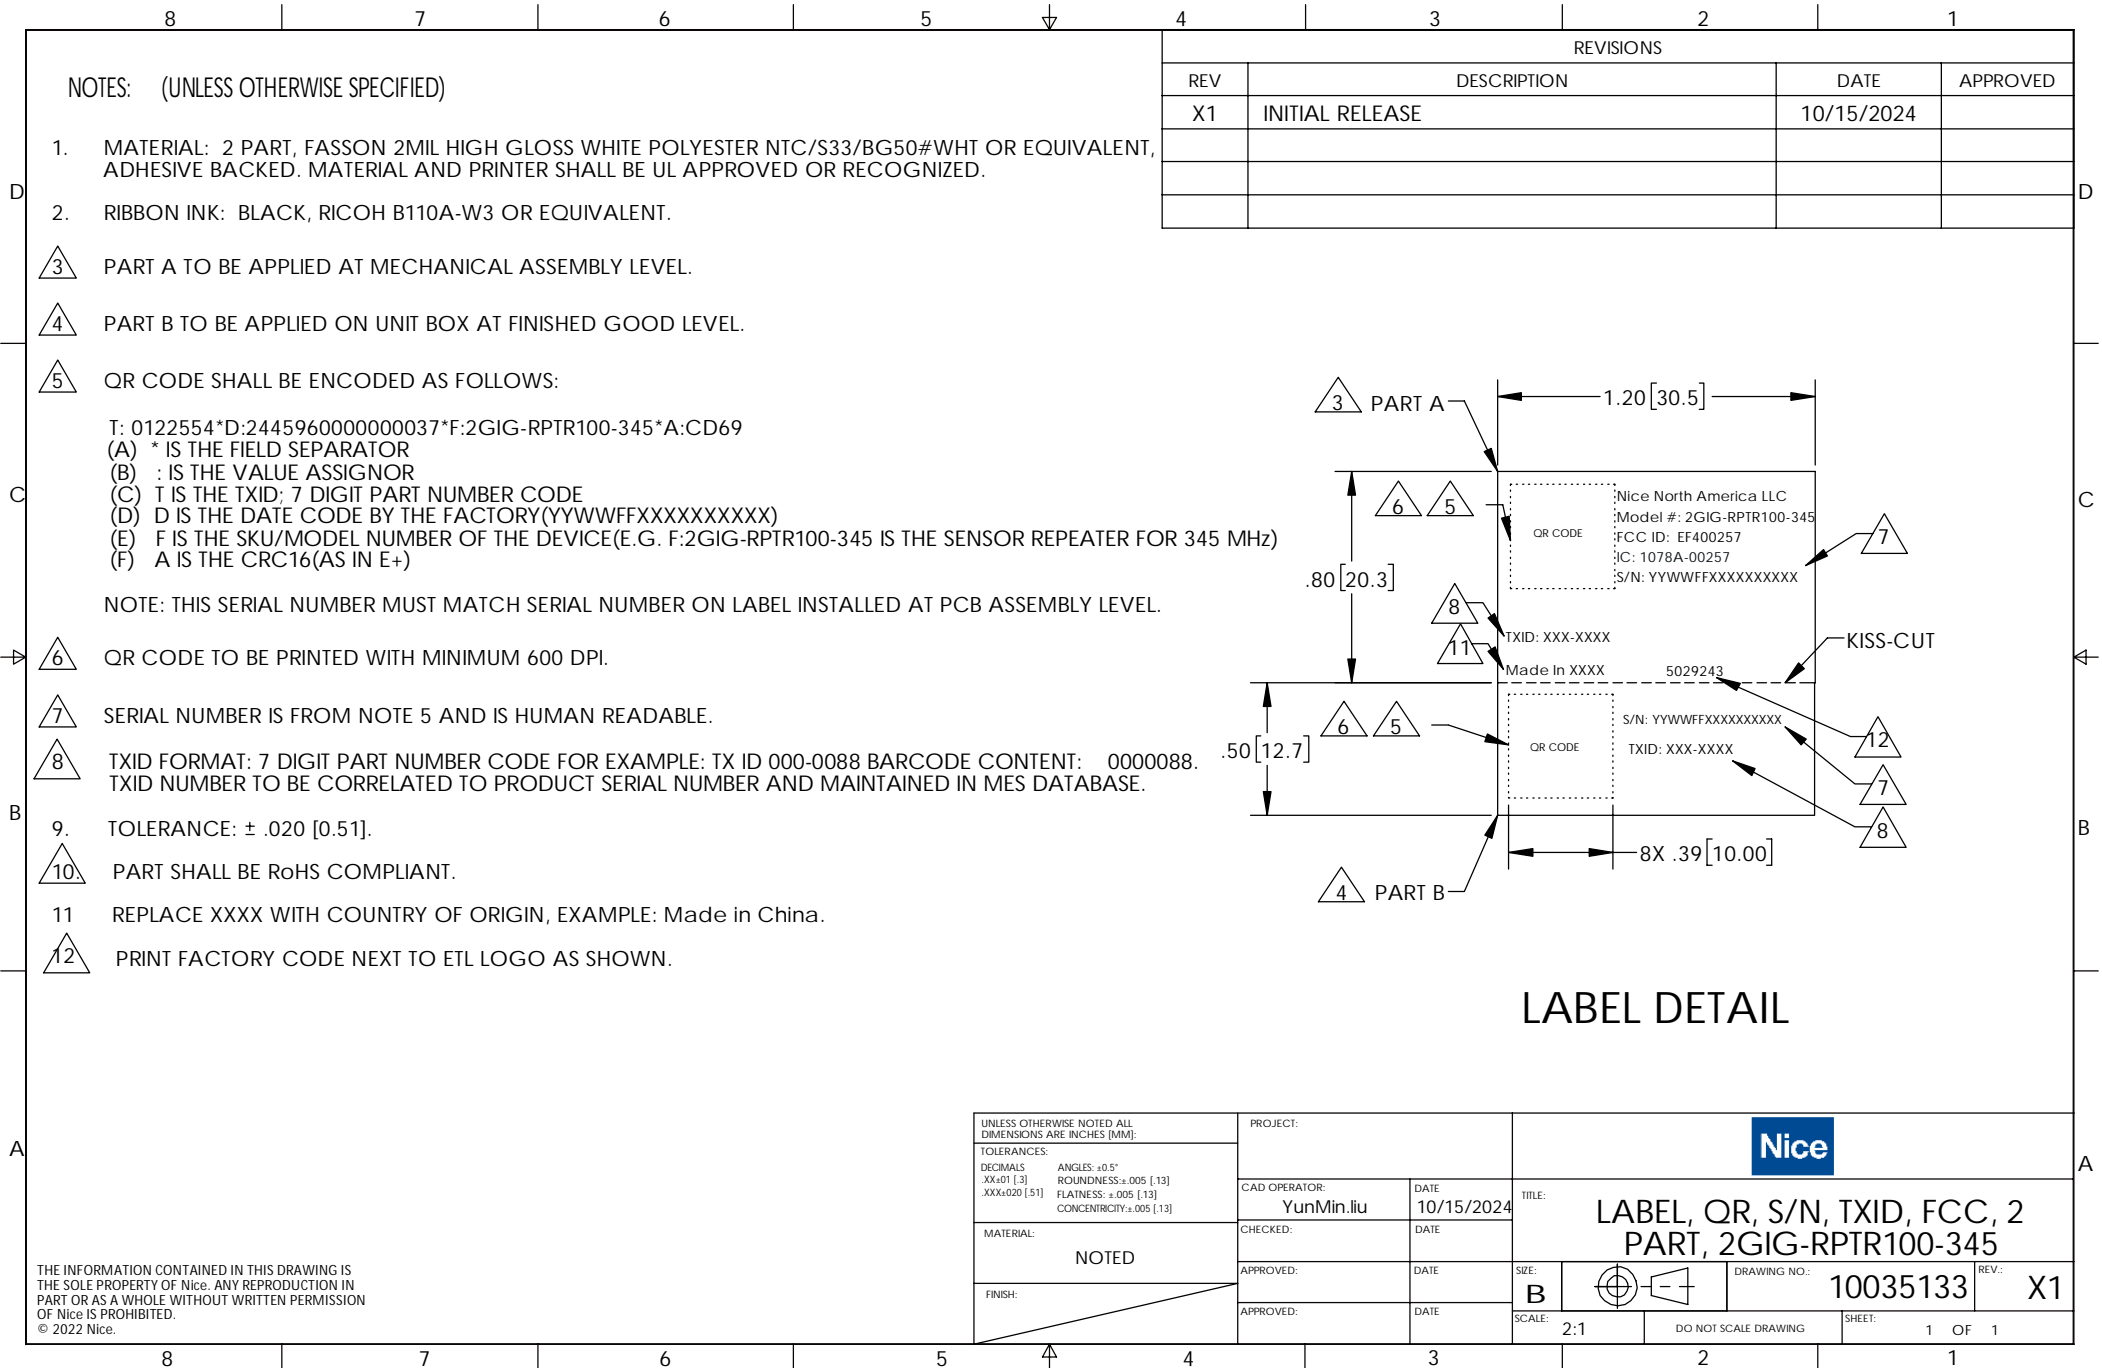 8 7 6 5 4 3 2 1
REVISIONS
REV DESCRIPTION DATE APPROVED
X1 INITIAL RELEASE 10/15/2024
NOTES: (UNLESS OTHERWISE SPECIFIED)
1. MATERIAL: 2 PART, FASSON 2MIL HIGH GLOSS WHITE POLYESTER NTC/S33/BG50#WHT OR EQUIVALENT,
ADHESIVE BACKED. MATERIAL AND PRINTER SHALL BE UL APPROVED OR RECOGNIZED.
D D
2. RIBBON INK: BLACK, RICOH B110A-W3 OR EQUIVALENT.
3 PART A TO BE APPLIED AT MECHANICAL ASSEMBLY LEVEL.
4 PART B TO BE APPLIED ON UNIT BOX AT FINISHED GOOD LEVEL.
5 QR CODE SHALL BE ENCODED AS FOLLOWS:
T: 0122554*D:2445960000000037*F:2GIG-RPTR100-345*A:CD69
(A) * IS THE FIELD SEPARATOR
(B) : IS THE VALUE ASSIGNOR
(C) T IS THE TXID; 7 DIGIT PART NUMBER CODE
(D) D IS THE DATE CODE BY THE FACTORY(YYWWFFXXXXXXXXXX)
(E) F IS THE SKU/MODEL NUMBER OF THE DEVICE(E.G. F:2GIG-RPTR100-345 IS THE SENSOR REPEATER FOR 345 MHz)
(F) A IS THE CRC16(AS IN E+)
NOTE: THIS SERIAL NUMBER MUST MATCH SERIAL NUMBER ON LABEL INSTALLED AT PCB ASSEMBLY LEVEL.
C C
6 QR CODE TO BE PRINTED WITH MINIMUM 600 DPI.
7 SERIAL NUMBER IS FROM NOTE 5 AND IS HUMAN READABLE.
8 TXID FORMAT: 7 DIGIT PART NUMBER CODE FOR EXAMPLE: TX ID 000-0088 BARCODE CONTENT: 0000088.
TXID NUMBER TO BE CORRELATED TO PRODUCT SERIAL NUMBER AND MAINTAINED IN MES DATABASE.
B B
9. TOLERANCE: ± .020 [0.51].
10. PART SHALL BE RoHS COMPLIANT.
11 REPLACE XXXX WITH COUNTRY OF ORIGIN, EXAMPLE: Made in China.
12 PRINT FACTORY CODE NEXT TO ETL LOGO AS SHOWN.
3 PART A
1.20[30.5]
6 5
QR CODE
Nice North America LLC
Model #: 2GIG-RPTR100-345
FCC ID: EF400257
IC: 1078A-00257
S/N: YYWWFFXXXXXXXXXX
7
.80[20.3]
8
TXID: XXX-XXXX
11
Made In XXXX 5029243
KISS-CUT
6 5
.50[12.7]
QR CODE
S/N: YYWWFFXXXXXXXXXX
TXID: XXX-XXXX
12
7
8
8X .39[10.00]
4 PART B
LABEL DETAIL
A A
UNLESS OTHERWISE NOTED ALL
DIMENSIONS ARE INCHES [MM]:
TOLERANCES:
DECIMALS ANGLES: ±0.5°
.XX±01 [.3] ROUNDNESS:±.005 [.13]
.XXX±020 [.51] FLATNESS: ±.005 [.13]
CONCENTRICITY:±.005 [.13]
MATERIAL:
NOTED
FINISH:
PROJECT:
CAD OPERATOR: DATE
YunMin.liu 10/15/2024
CHECKED: DATE
APPROVED: DATE
APPROVED: DATE
Nice
TITLE:
LABEL, QR, S/N, TXID, FCC, 2
PART, 2GIG-RPTR100-345
SIZE: B
DRAWING NO.: 10035133
REV.: X1
SCALE: 2:1
DO NOT SCALE DRAWING
SHEET: 1 OF 1
THE INFORMATION CONTAINED IN THIS DRAWING IS
THE SOLE PROPERTY OF Nice. ANY REPRODUCTION IN
PART OR AS A WHOLE WITHOUT WRITTEN PERMISSION
OF Nice IS PROHIBITED.
© 2022 Nice.
8 7 6 5 4 3 2 1